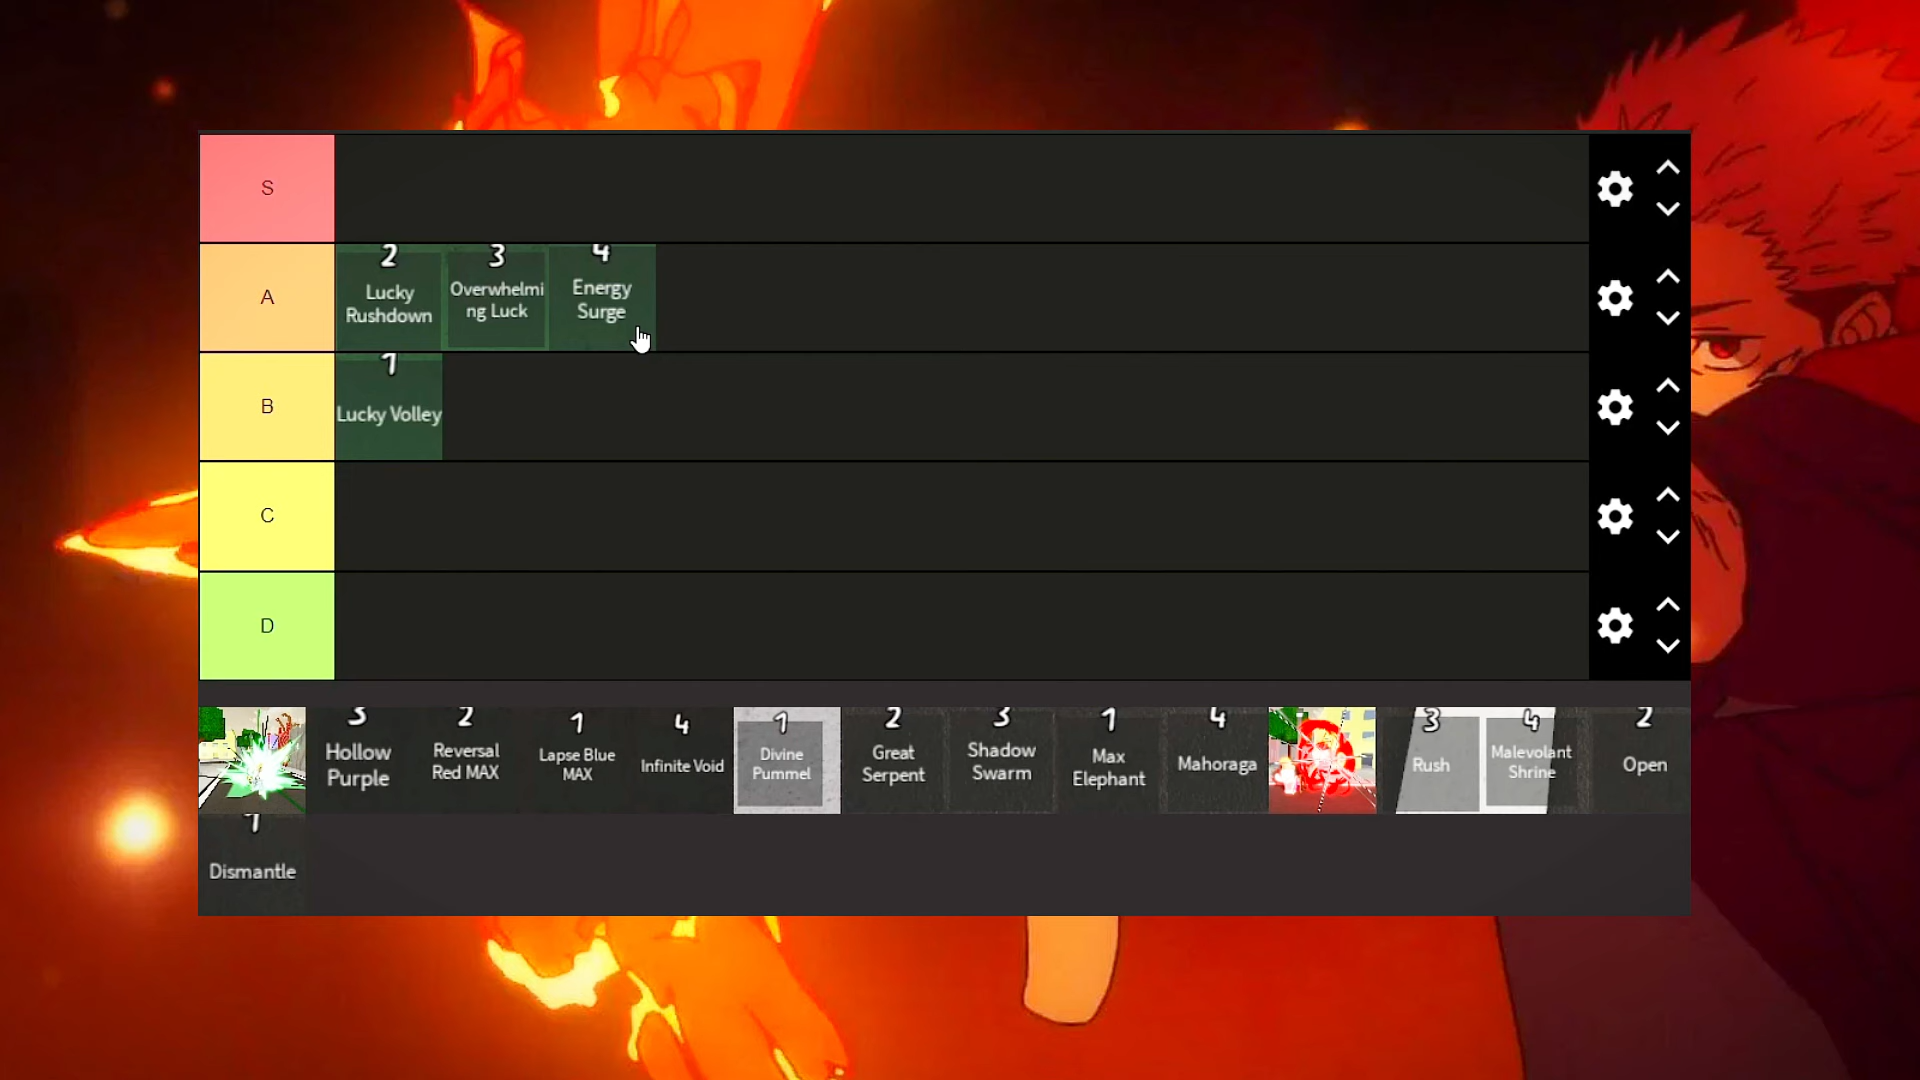 S
A
2
Lucky
Rushdown
3
Overwhelmi
ng Luck
4
Energy
Surge
B
1
Lucky Volley
C
D
3
Hollow
Purple
2
Reversal
Red MAX
1
Lapse Blue
MAX
4
Infinite Void
1
Divine
Pummel
2
Great
Serpent
3
Shadow
Swarm
1
Max
Elephant
4
Mahoraga
3
Rush
4
Malevolant
Shrine
2
Open
1
Dismantle